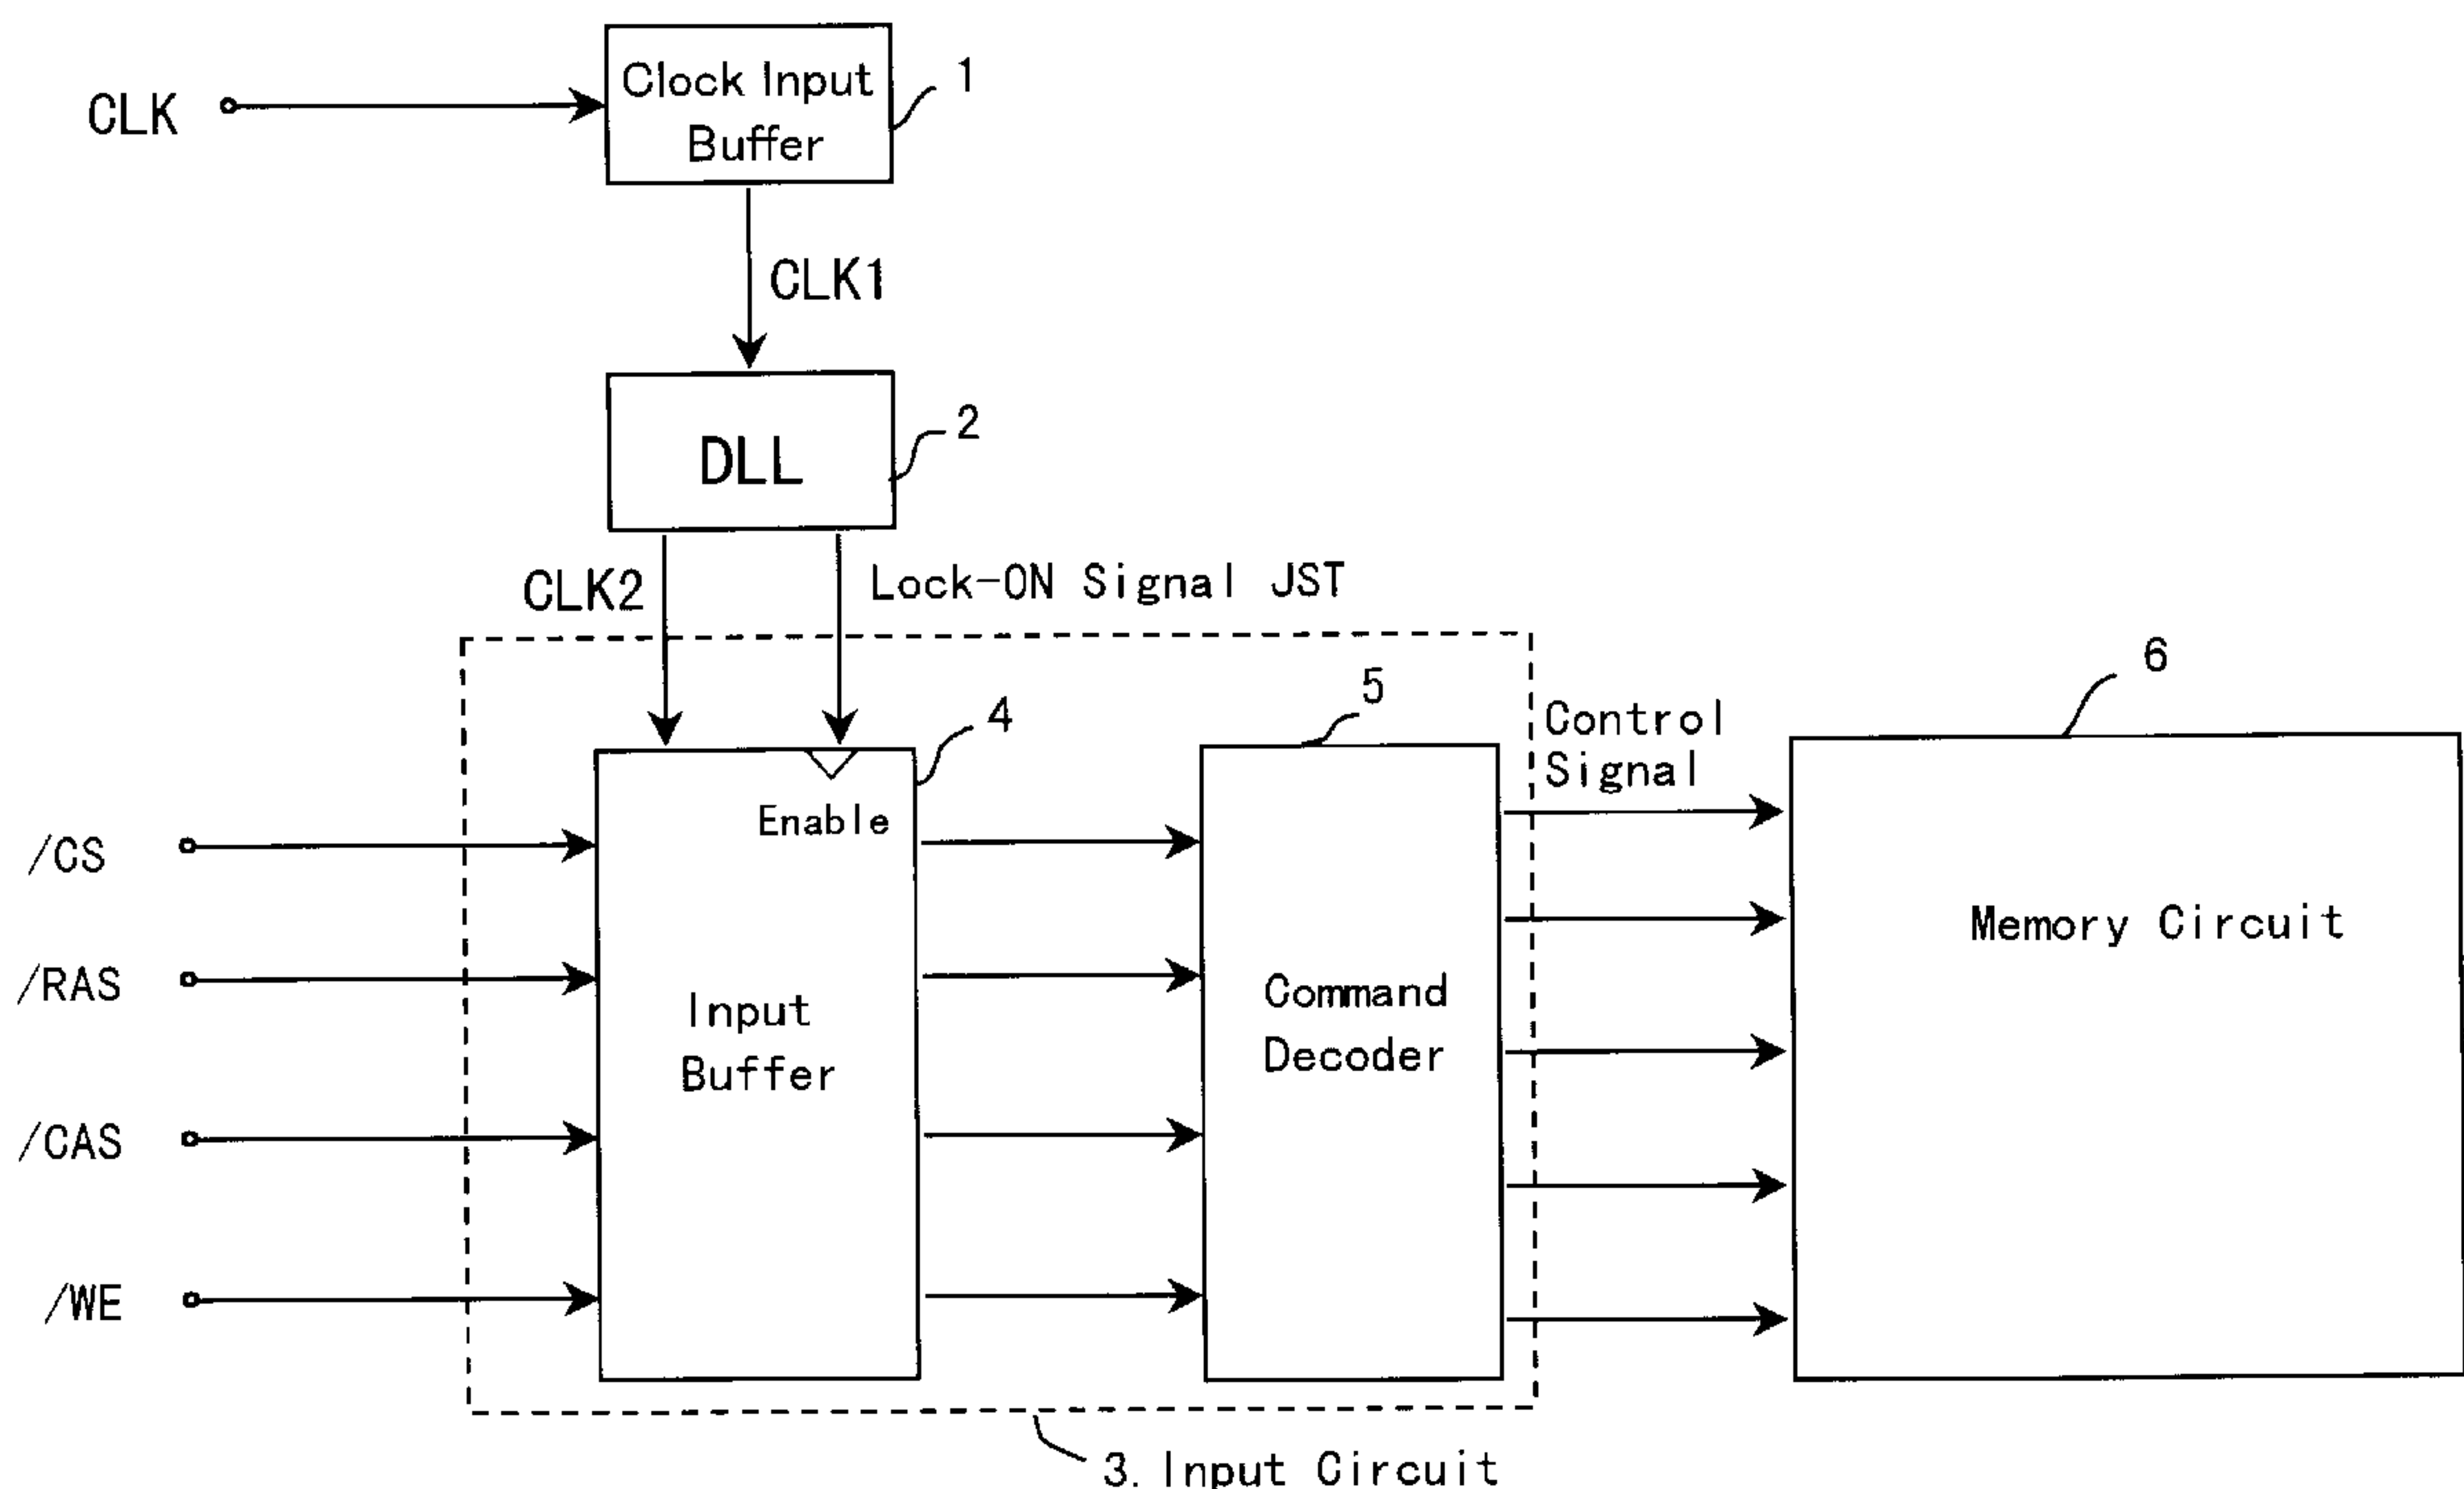 Clock Input
Buffer
1
CLK
CLK1
DLL
2
CLK2
Lock-ON Signal JST
6
5
4
Control
Signal
Enable
/CS
Memory Circuit
/RAS
Input
Buffer
Command
Decoder
/CAS
/WE
3. Input Circuit